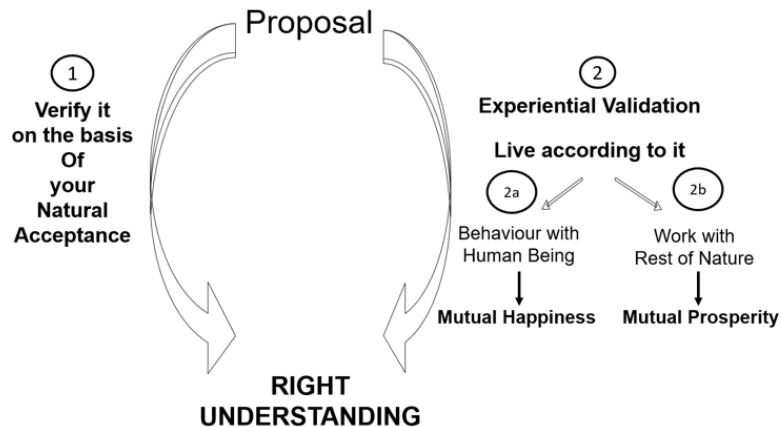 Proposal
1
Verify it
on the basis
Of
your
Natural
Acceptance
2
Experiential Validation
Live according to it
2a
2b
Behaviour with
Human Being
Work with
Rest of Nature
Mutual Happiness
Mutual Prosperity
RIGHT
UNDERSTANDING